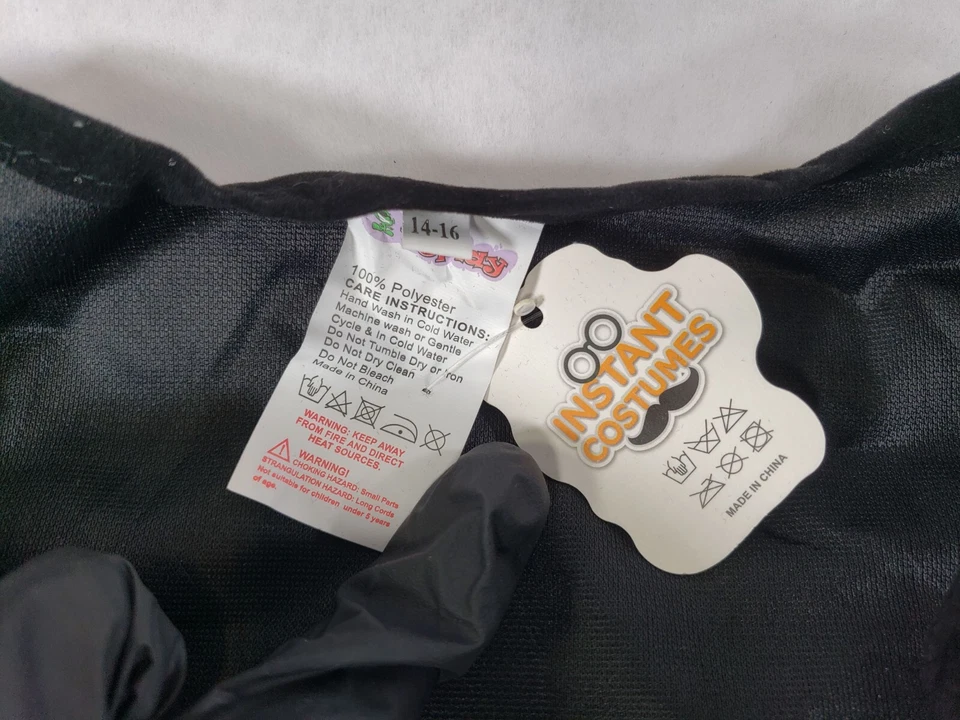 14-16
100% Polyester
CARE INSTRUCTIONS:
Hand Wash in Cold Water
Machine wash or Gentle
Cycle & in Cold Water
Do Not Tumble Dry or Iron
Do Not Dry Clean
Do Not Bleach
Made in China
WARNING: KEEP AWAY
FROM FIRE AND DIRECT
HEAT SOURCES.
WARNING!
CHOKING HAZARD: Small Parts
STRANGULATION HAZARD: Long Cords
Not suitable for children under 5 years
of age.
INSTANT
COSTUMES
MADE IN CHINA